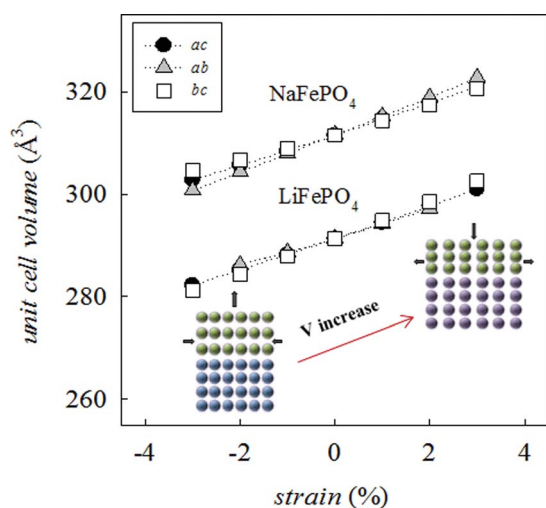 ac
ab
bc
NaFePO4
LiFePO4
V increase
unit cell volume (Å3)
320
300
280
260
-4
-2
0
2
4
strain (%)